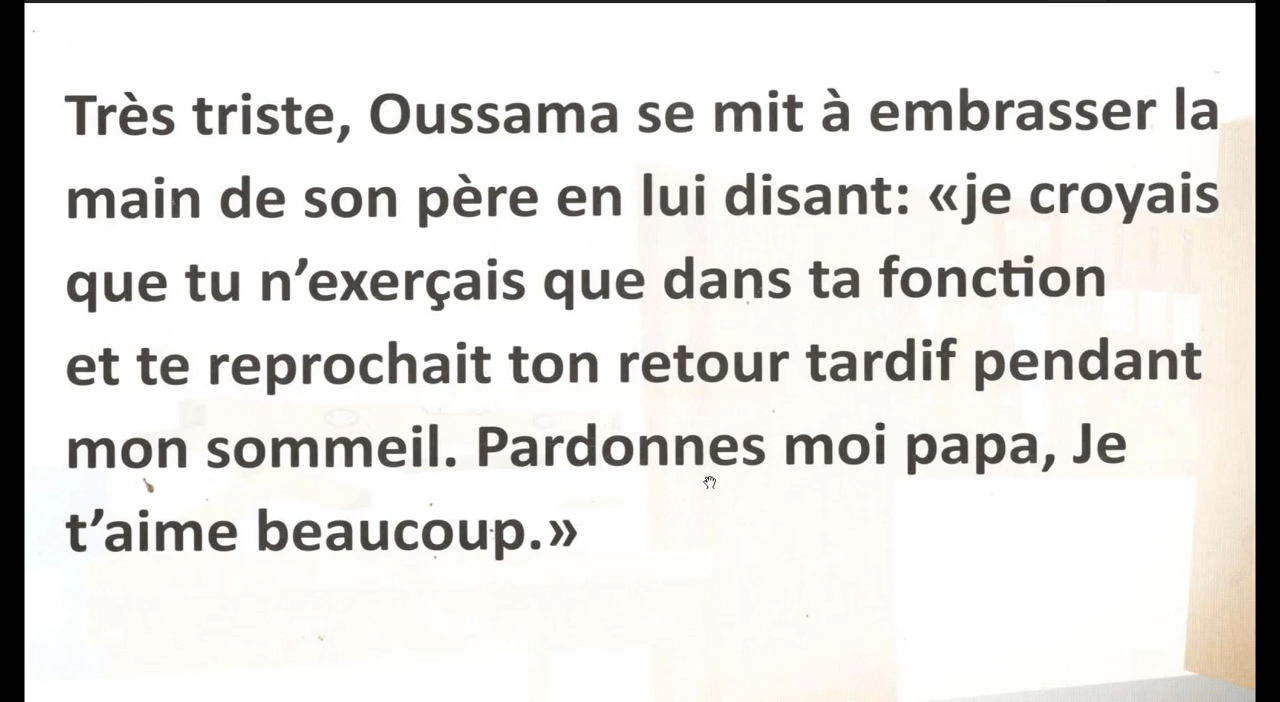 Très triste, Oussama se mit à embrasser la
main de son père en lui disant: «je croyais
que tu n’exerçais que dans ta fonction
et te reprochait ton retour tardif pendant
mon sommeil. Pardonnes moi papa, Je
t’aime beaucoup.»